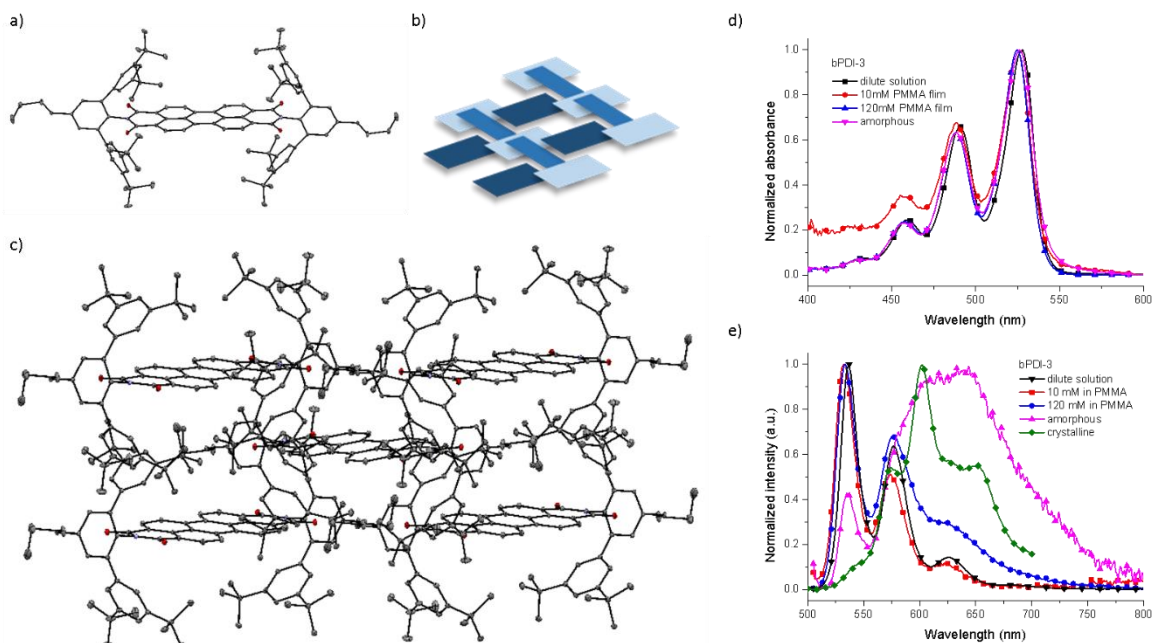 a)
b)
c)
d)
1.0
0.8
0.6
0.4
0.2
0.0
Normalized absorbance
bPDI-3
dilute solution
10mM PMMA flim
120mM PMMA film
amorphous
400
450
500
550
600
Wavelength (nm)
e)
1.0
0.8
0.6
0.4
0.2
0.0
Normalized intensity (a.u.)
bPDI-3
dilute solution
10 mM in PMMA
120 mM in PMMA
amorphous
crystalline
500
550
600
650
700
750
800
Wavelength (nm)